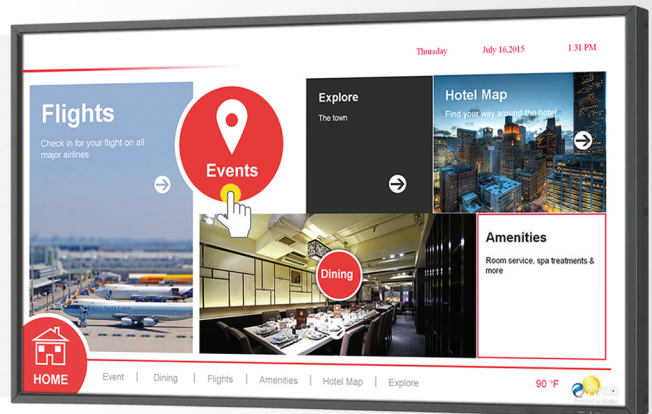 Thursday July 16,2015 1:31 PM
Flights
Check in for your flight on all
major airlines
Events
Explore
The town
Hotel Map
Find your way around the hotel
Dining
Amenities
Room service, spa treatments &
more
HOME
Event | Dining | Flights | Amenities | Hotel Map | Explore
90 °F